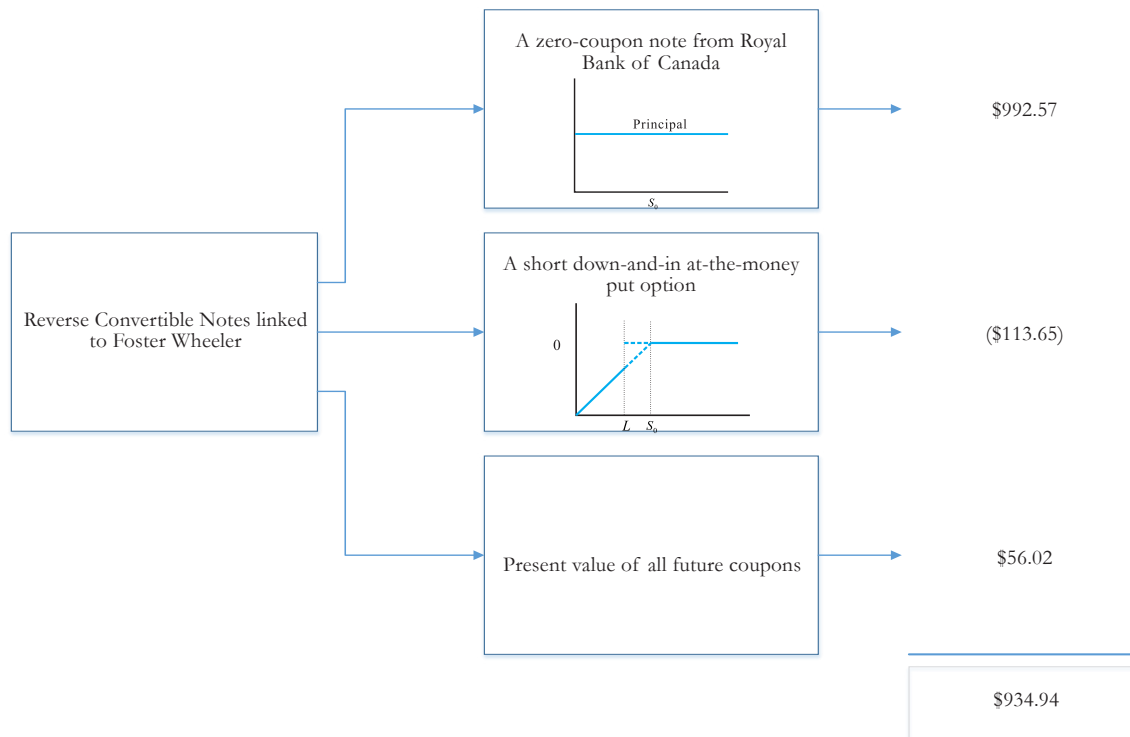 A zero-coupon note from Royal
Bank of Canada
Principal
S₀
$992.57
Reverse Convertible Notes linked
to Foster Wheeler
A short down-and-in at-the-money
put option
0
L S₀
($113.65)
Present value of all future coupons
$56.02
$934.94